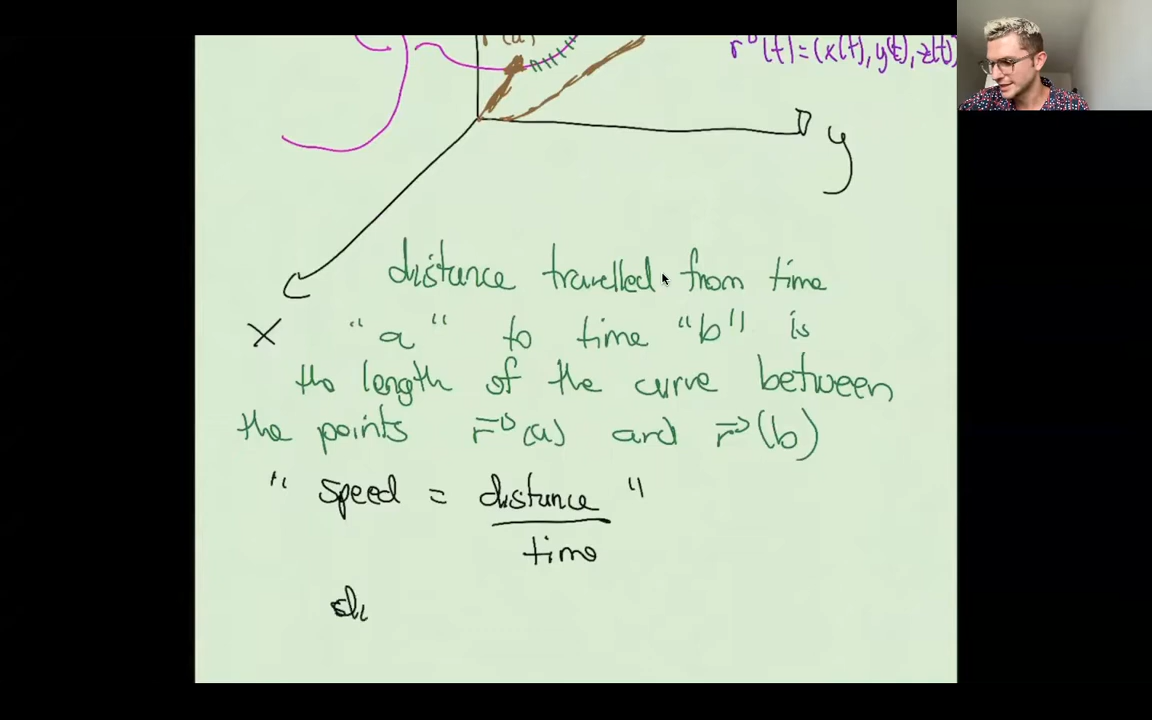 r(a)
r(t)=(x(t), y(t), z(t)
y
distance travelled from time
X "a" to time "b" is
the length of the curve between
the points r(a) and r(b)
" speed = distance "
time
di